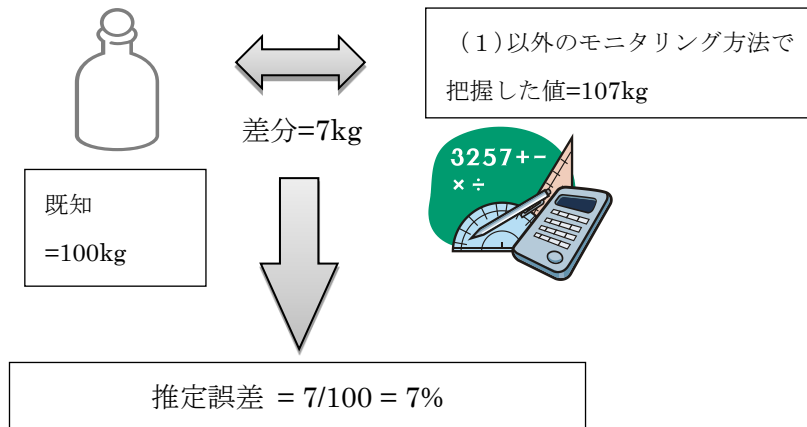 (1)以外のモニタリング方法で
把握した値=107kg
差分=7kg
3257+-
×÷
既知
=100kg
推定誤差 = 7/100 = 7%